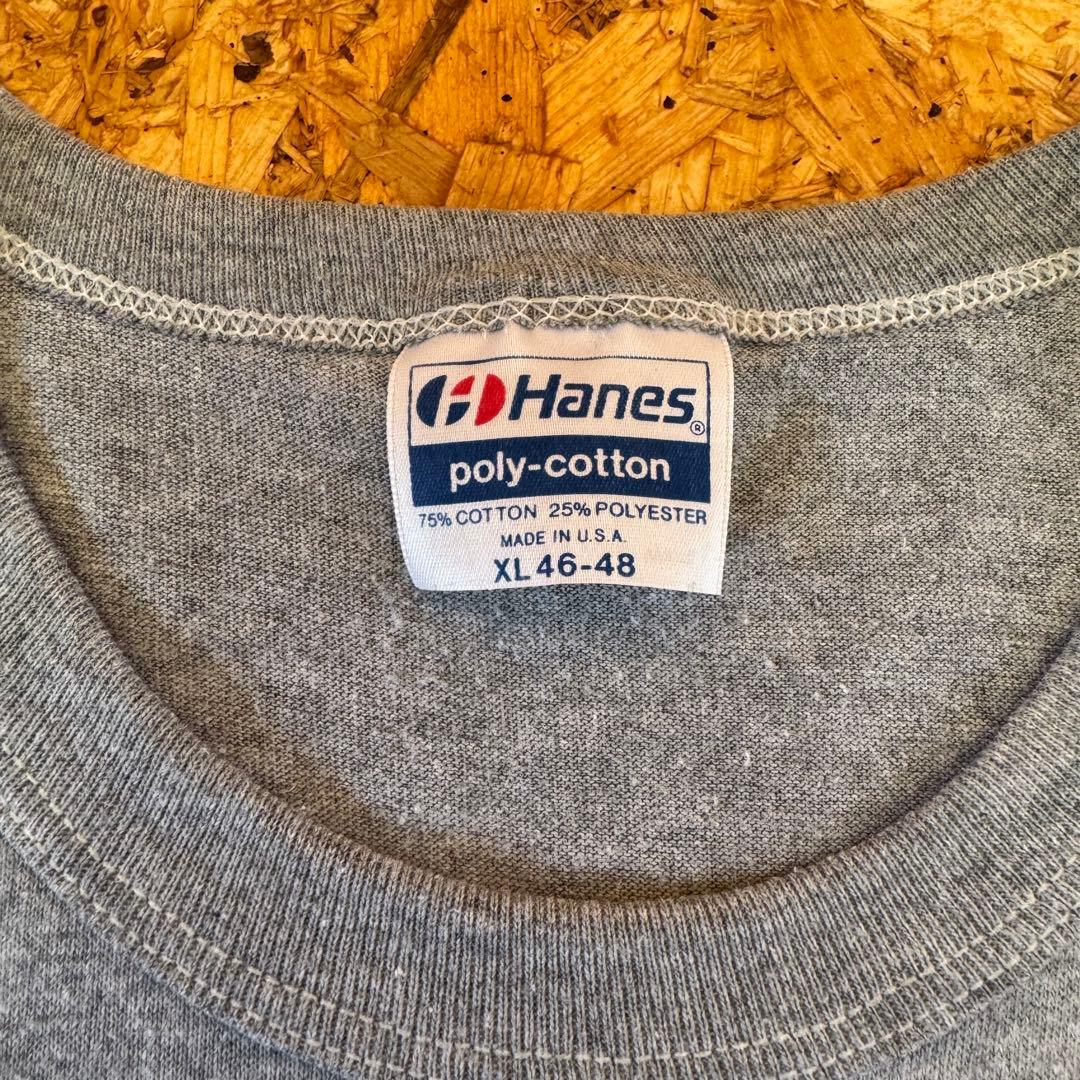 Hanes®
poly-cotton
75% COTTON 25% POLYESTER
MADE IN U.S.A.
XL 46-48